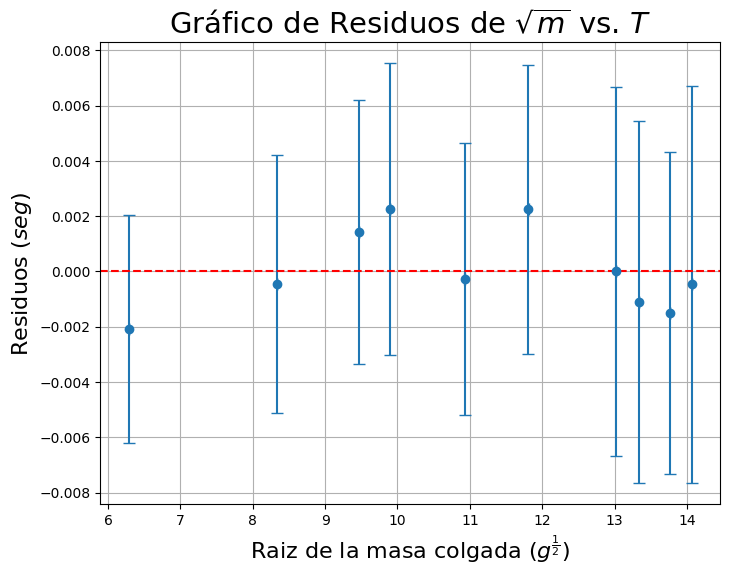 Gráfico de Residuos de √m vs. T
0.008
0.006
0.004
0.002
0.000
−0.002
−0.004
−0.006
−0.008
Residuos (seg)
6 7 8 9 10 11 12 13 14
Raiz de la masa colgada (g^{1/2})